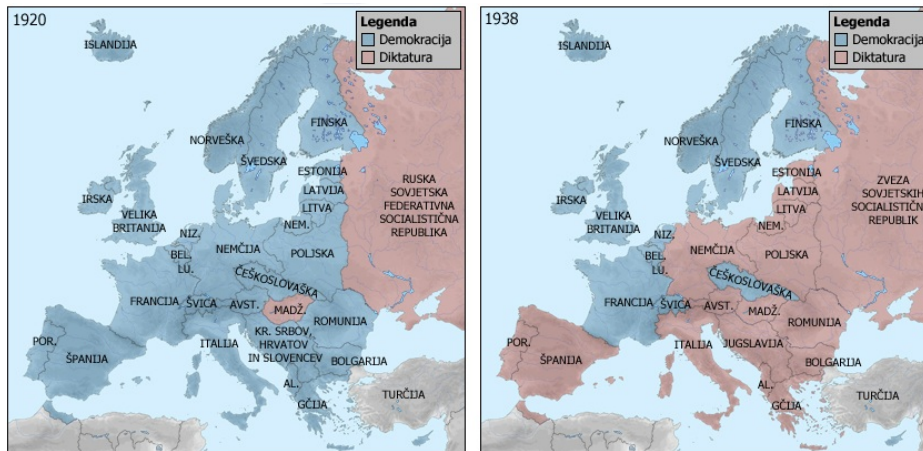 1920
Legenda
Demokracija
Diktatura
ISLANDIJA
FINSKA
NORVEŠKA
ŠVEDSKA
ESTONIJA
LATVIJA
LITVA
RUSKA
SOVJETSKA
FEDERATIVNA
SOCIALISTIČNA
REPUBLIKA
IRSKA
VELIKA
BRITANIJA
NIZ.
NEM.
BEL.
NEMČIJA
POLJSKA
LU.
ČEŠKOSLOVAŠKA
FRANCIJA
ŠVICA
AVST.
MADŽ.
ROMUNIJA
KR. SRBOV,
HRVATOV
IN SLOVENCEV
ITALIJA
POR.
ŠPANIJA
BOLGARIJA
AL.
GČIJA
TURČIJA
1938
Legenda
Demokracija
Diktatura
ISLANDIJA
FINSKA
NORVEŠKA
ŠVEDSKA
ESTONIJA
LATVIJA
LITVA
ZVEZA
SOVJETSKIH
SOCIALISTIČN
REPUBLIK
IRSKA
VELIKA
BRITANIJA
NIZ.
NEM.
BEL.
NEMČIJA
POLJSKA
LU.
ČEŠKOSLOVAŠKA
FRANCIJA
ŠVICA
AVST.
MADŽ.
ROMUNIJA
ITALIJA
JUGSLAVIJA
POR.
ŠPANIJA
BOLGARIJA
AL.
GČIJA
TURČIJA